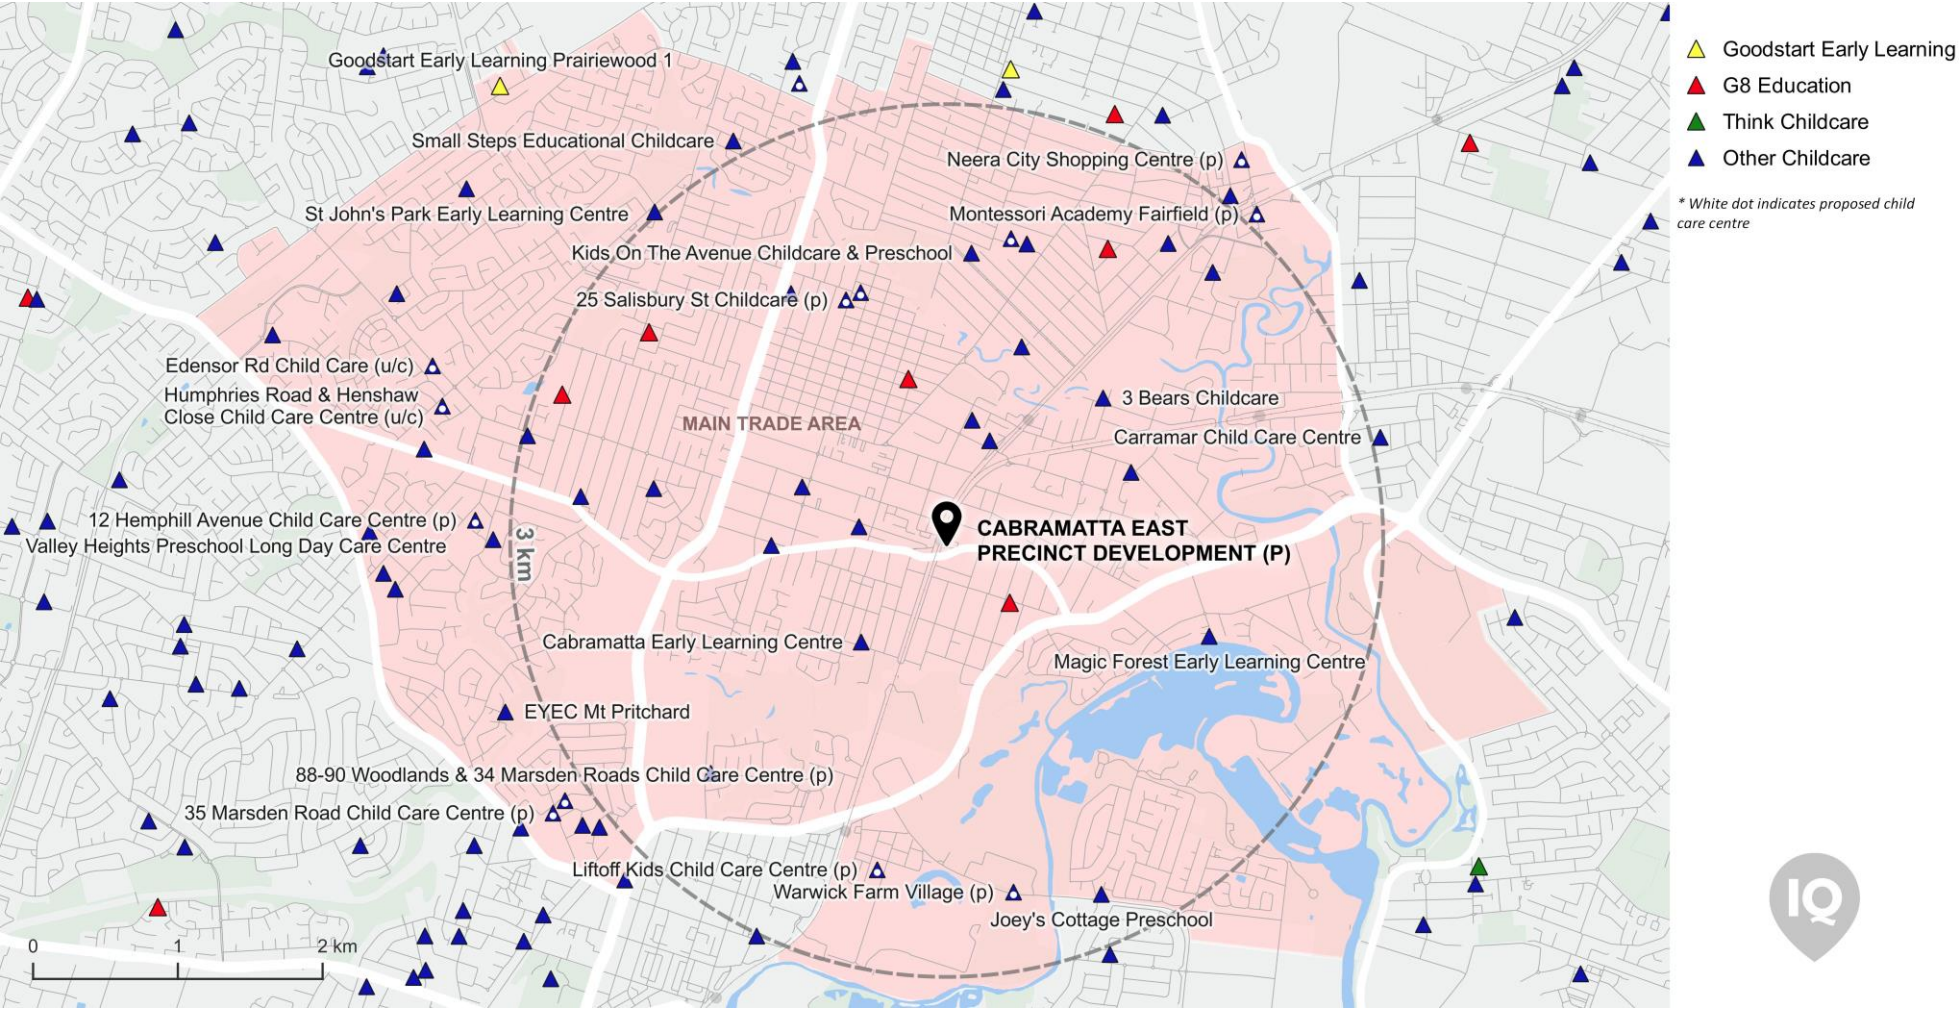 Goodstart Early Learning Prairiewood 1
Small Steps Educational Childcare
Neera City Shopping Centre (p)
St John's Park Early Learning Centre
Montessori Academy Fairfield (p)
Kids On The Avenue Childcare & Preschool
25 Salisbury St Childcare (p)
Edensor Rd Child Care (u/c)
Humphries Road & Henshaw
Close Child Care Centre (u/c)
3 Bears Childcare
MAIN TRADE AREA
Carramar Child Care Centre
12 Hemphill Avenue Child Care Centre (p)
Valley Heights Preschool Long Day Care Centre
3 km
CABRAMATTA EAST
PRECINCT DEVELOPMENT (P)
Cabramatta Early Learning Centre
Magic Forest Early Learning Centre
EYEC Mt Pritchard
88-90 Woodlands & 34 Marsden Roads Child Care Centre (p)
35 Marsden Road Child Care Centre (p)
Liftoff Kids Child Care Centre (p)
Warwick Farm Village (p)
Joey's Cottage Preschool
0 1 2 km
Goodstart Early Learning
G8 Education
Think Childcare
Other Childcare
* White dot indicates proposed child
care centre
IQ